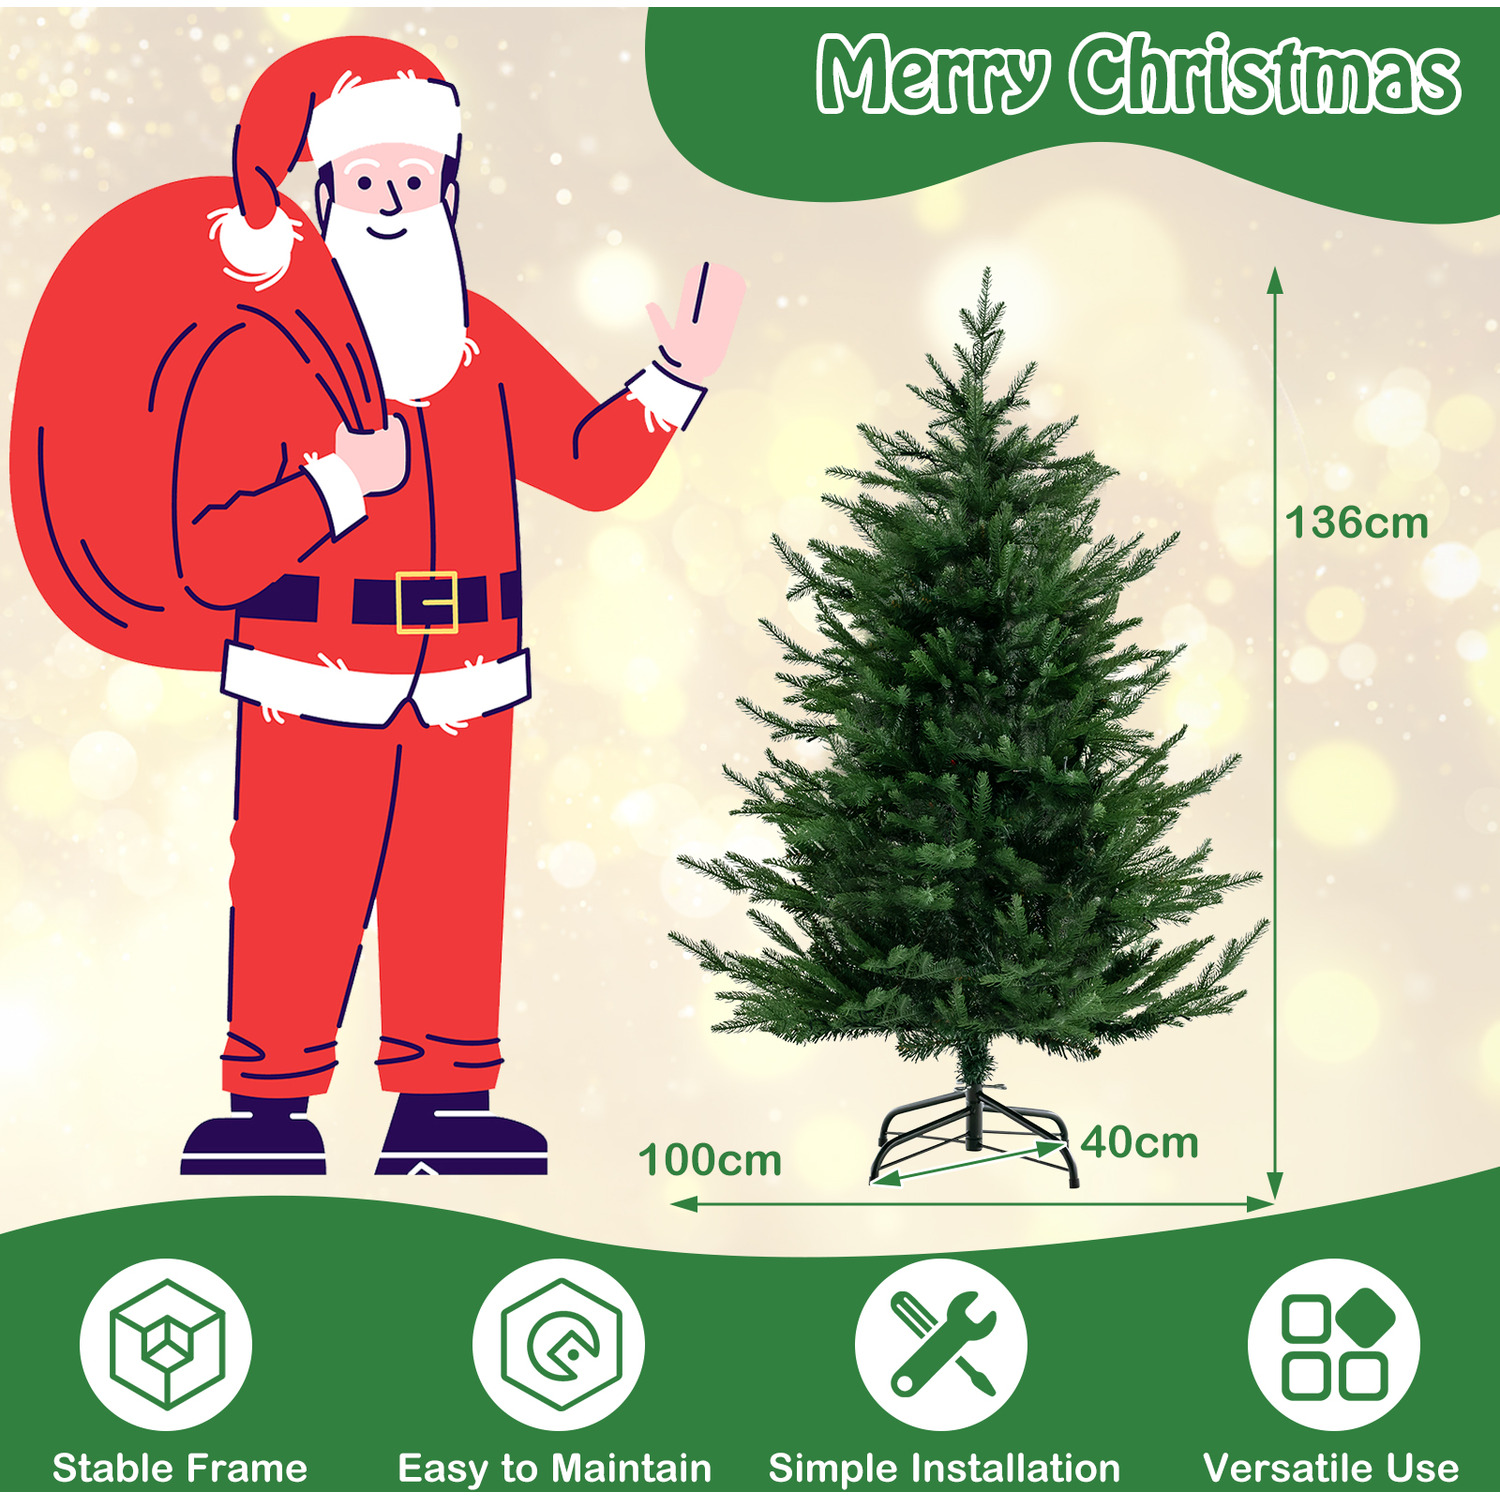 Merry Christmas
136cm
100cm
40cm
Stable Frame
Easy to Maintain
Simple Installation
Versatile Use